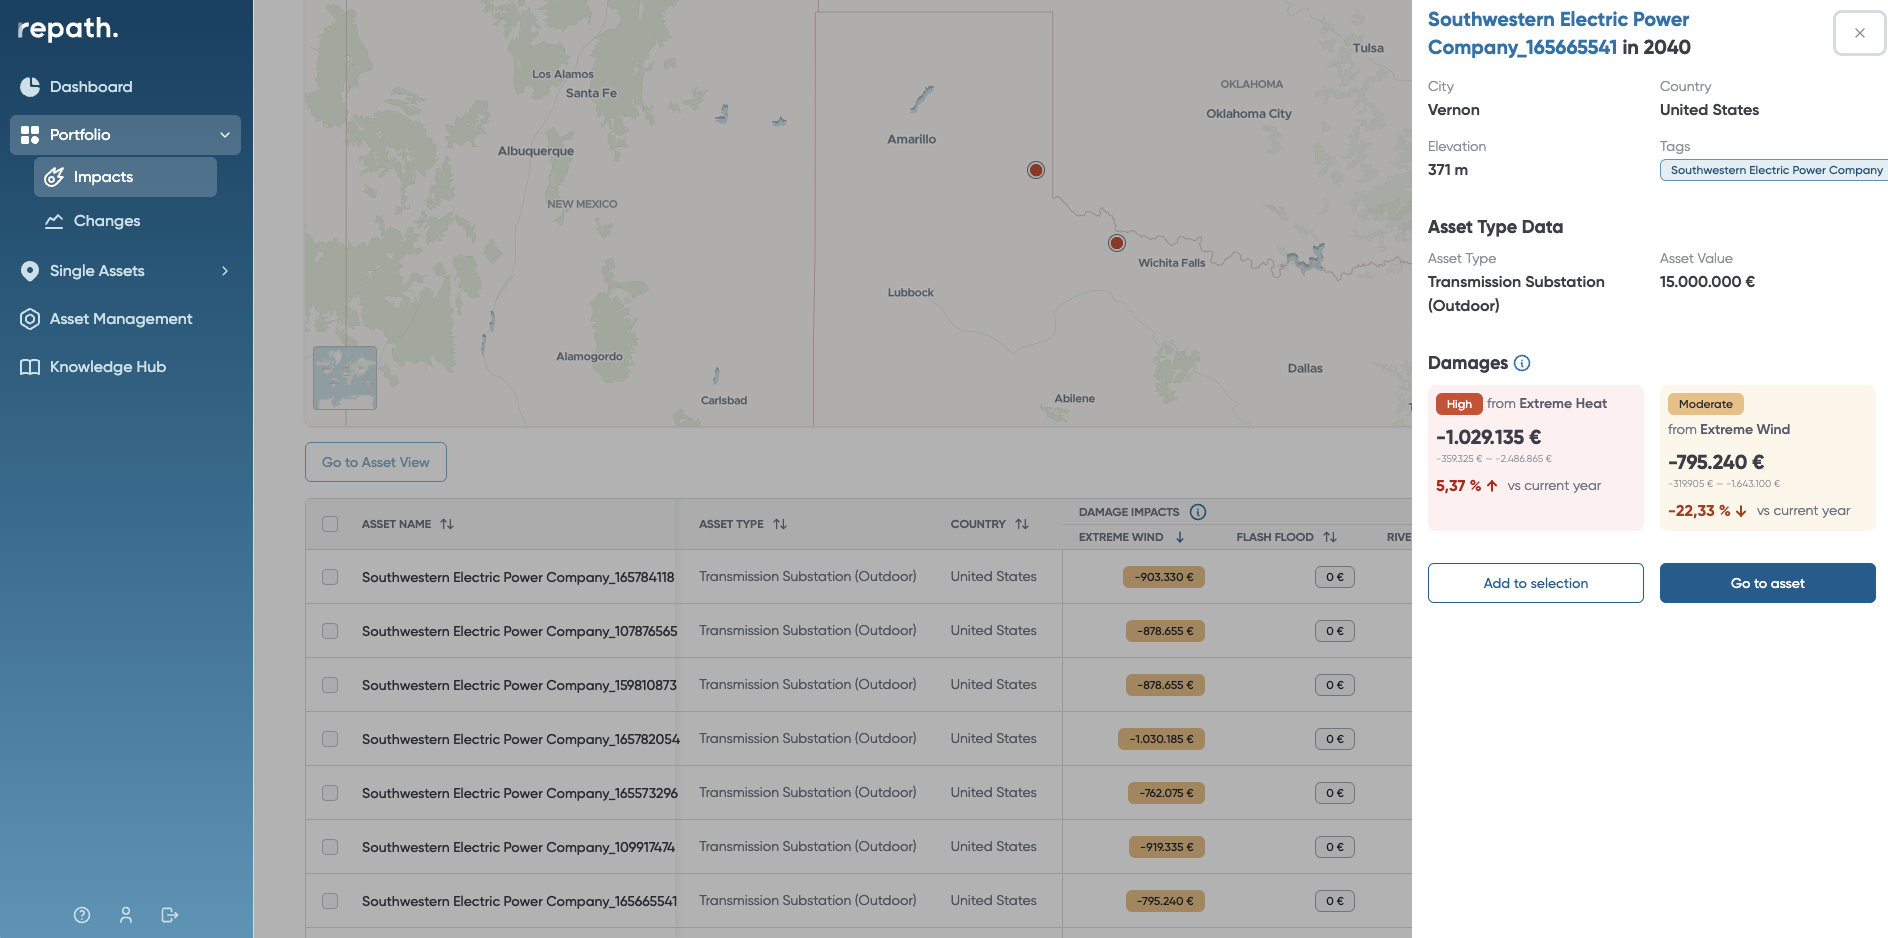 repath.
Dashboard
Portfolio
Impacts
Changes
Single Assets
Asset Management
Knowledge Hub
Tulsa
Los Alamos
Santa Fe
OKLAHOMA
Oklahoma City
Amarillo
Albuquerque
NEW MEXICO
Wichita Falls
Lubbock
Alamogordo
Dallas
Carlsbad
Abilene
Go to Asset View
ASSET NAME ASSET TYPE COUNTRY DAMAGE IMPACTS
EXTREME WIND FLASH FLOOD RIVE
Southwestern Electric Power Company_165784118 Transmission Substation (Outdoor) United States -903.330 € 0 €
Southwestern Electric Power Company_107876565 Transmission Substation (Outdoor) United States -878.655 € 0 €
Southwestern Electric Power Company_159810873 Transmission Substation (Outdoor) United States -878.655 € 0 €
Southwestern Electric Power Company_165782054 Transmission Substation (Outdoor) United States -1.030.185 € 0 €
Southwestern Electric Power Company_165573296 Transmission Substation (Outdoor) United States -762.075 € 0 €
Southwestern Electric Power Company_109917474 Transmission Substation (Outdoor) United States -919.335 € 0 €
Southwestern Electric Power Company_165665541 Transmission Substation (Outdoor) United States -795.240 € 0 €
Southwestern Electric Power
Company_165665541 in 2040
City Country
Vernon United States
Elevation Tags
371 m Southwestern Electric Power Company
Asset Type Data
Asset Type Asset Value
Transmission Substation 15.000.000 €
(Outdoor)
Damages
High from Extreme Heat
-1.029.135 €
-359.325 € — -2.486.865 €
5,37 % ↑ vs current year
Moderate
from Extreme Wind
-795.240 €
-319.905 € — -1.643.100 €
-22,33 % ↓ vs current year
Add to selection Go to asset